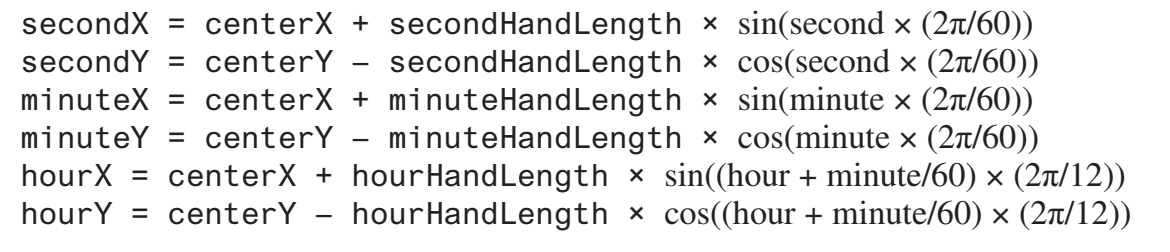 secondX = centerX + secondHandLength × sin(second × (2π/60))
secondY = centerY – secondHandLength × cos(second × (2π/60))
minuteX = centerX + minuteHandLength × sin(minute × (2π/60))
minuteY = centerY – minuteHandLength × cos(minute × (2π/60))
hourX = centerX + hourHandLength × sin((hour + minute/60) × (2π/12))
hourY = centerY – hourHandLength × cos((hour + minute/60) × (2π/12))